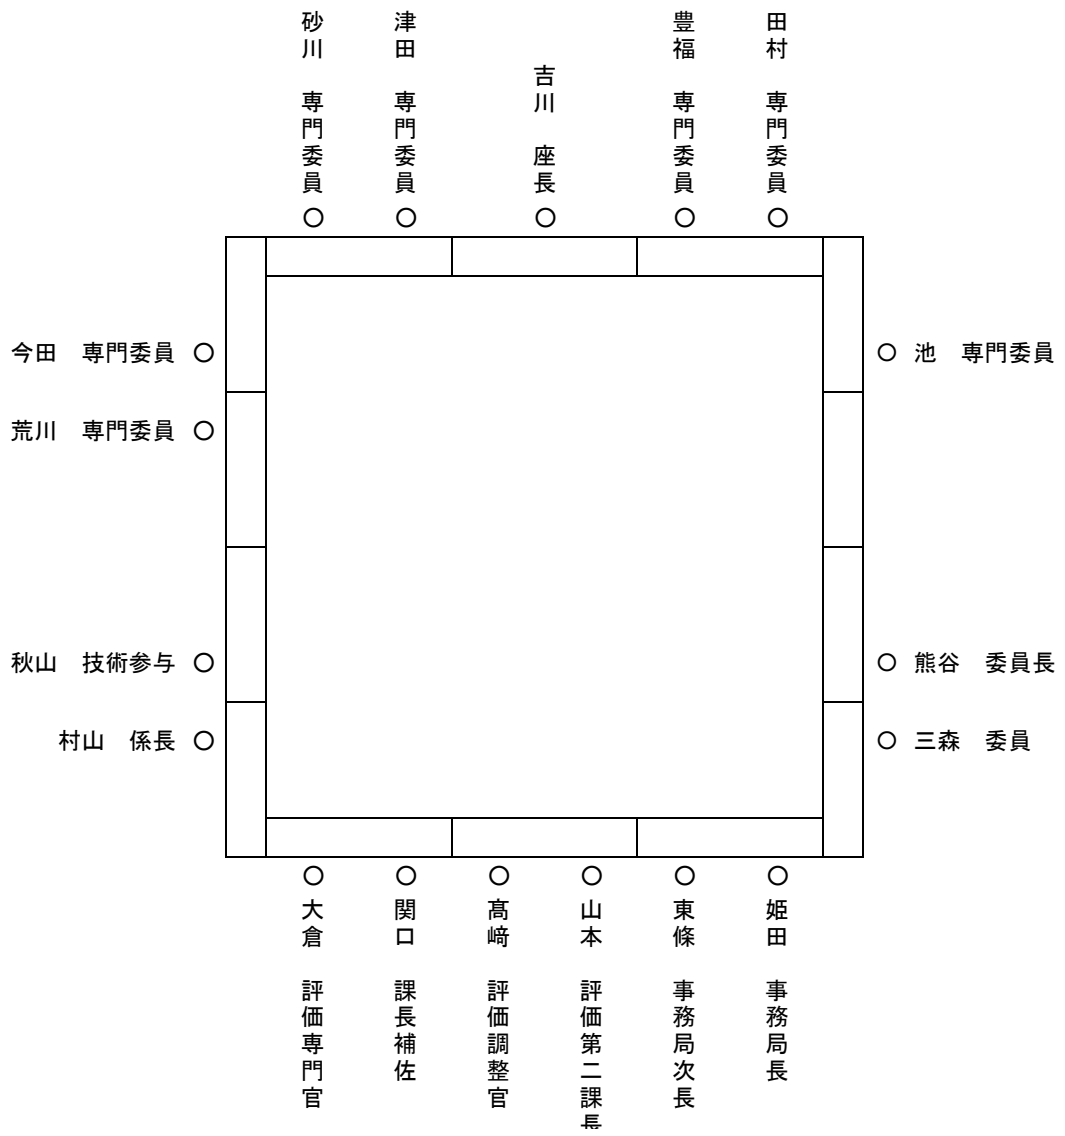 砂川　専門委員
津田　専門委員
吉川　座長
豊福　専門委員
田村　専門委員
今田　専門委員
池　専門委員
荒川　専門委員
秋山　技術参与
熊谷　委員長
村山　係長
三森　委員
大倉　評価専門官
関口　課長補佐
髙﨑　評価調整官
山本　評価第二課長
東條　事務局次長
姫田　事務局長